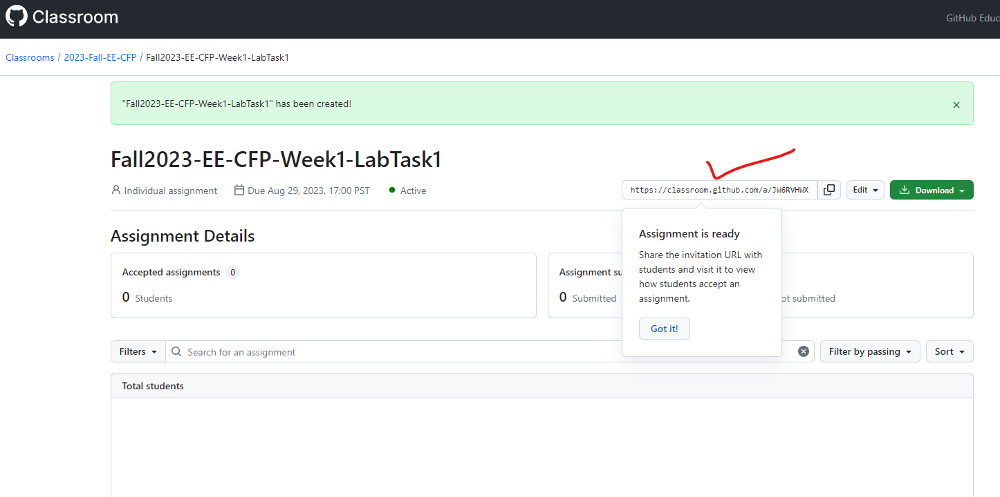 Classroom
GitHub Educ
Classrooms / 2023-Fall-EE-CFP / Fall2023-EE-CFP-Week1-LabTask1
"Fall2023-EE-CFP-Week1-LabTask1" has been created!
Fall2023-EE-CFP-Week1-LabTask1
Individual assignment
Due Aug 29, 2023, 17:00 PST
Active
https://classroom.github.com/a/JW6RVHWX
Edit
Download
Assignment is ready
Share the invitation URL with
students and visit it to view
how students accept an
assignment.
Got it!
Assignment Details
Accepted assignments 0
0 Students
Assignment su
0 Submitted
ot submitted
Filters
Search for an assignment
Filter by passing
Sort
Total students